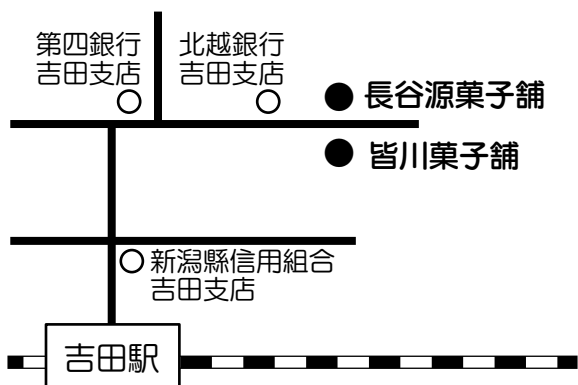 第四銀行
吉田支店
北越銀行
吉田支店
長谷源菓子舗
皆川菓子舗
新潟縣信用組合
吉田支店
吉田駅